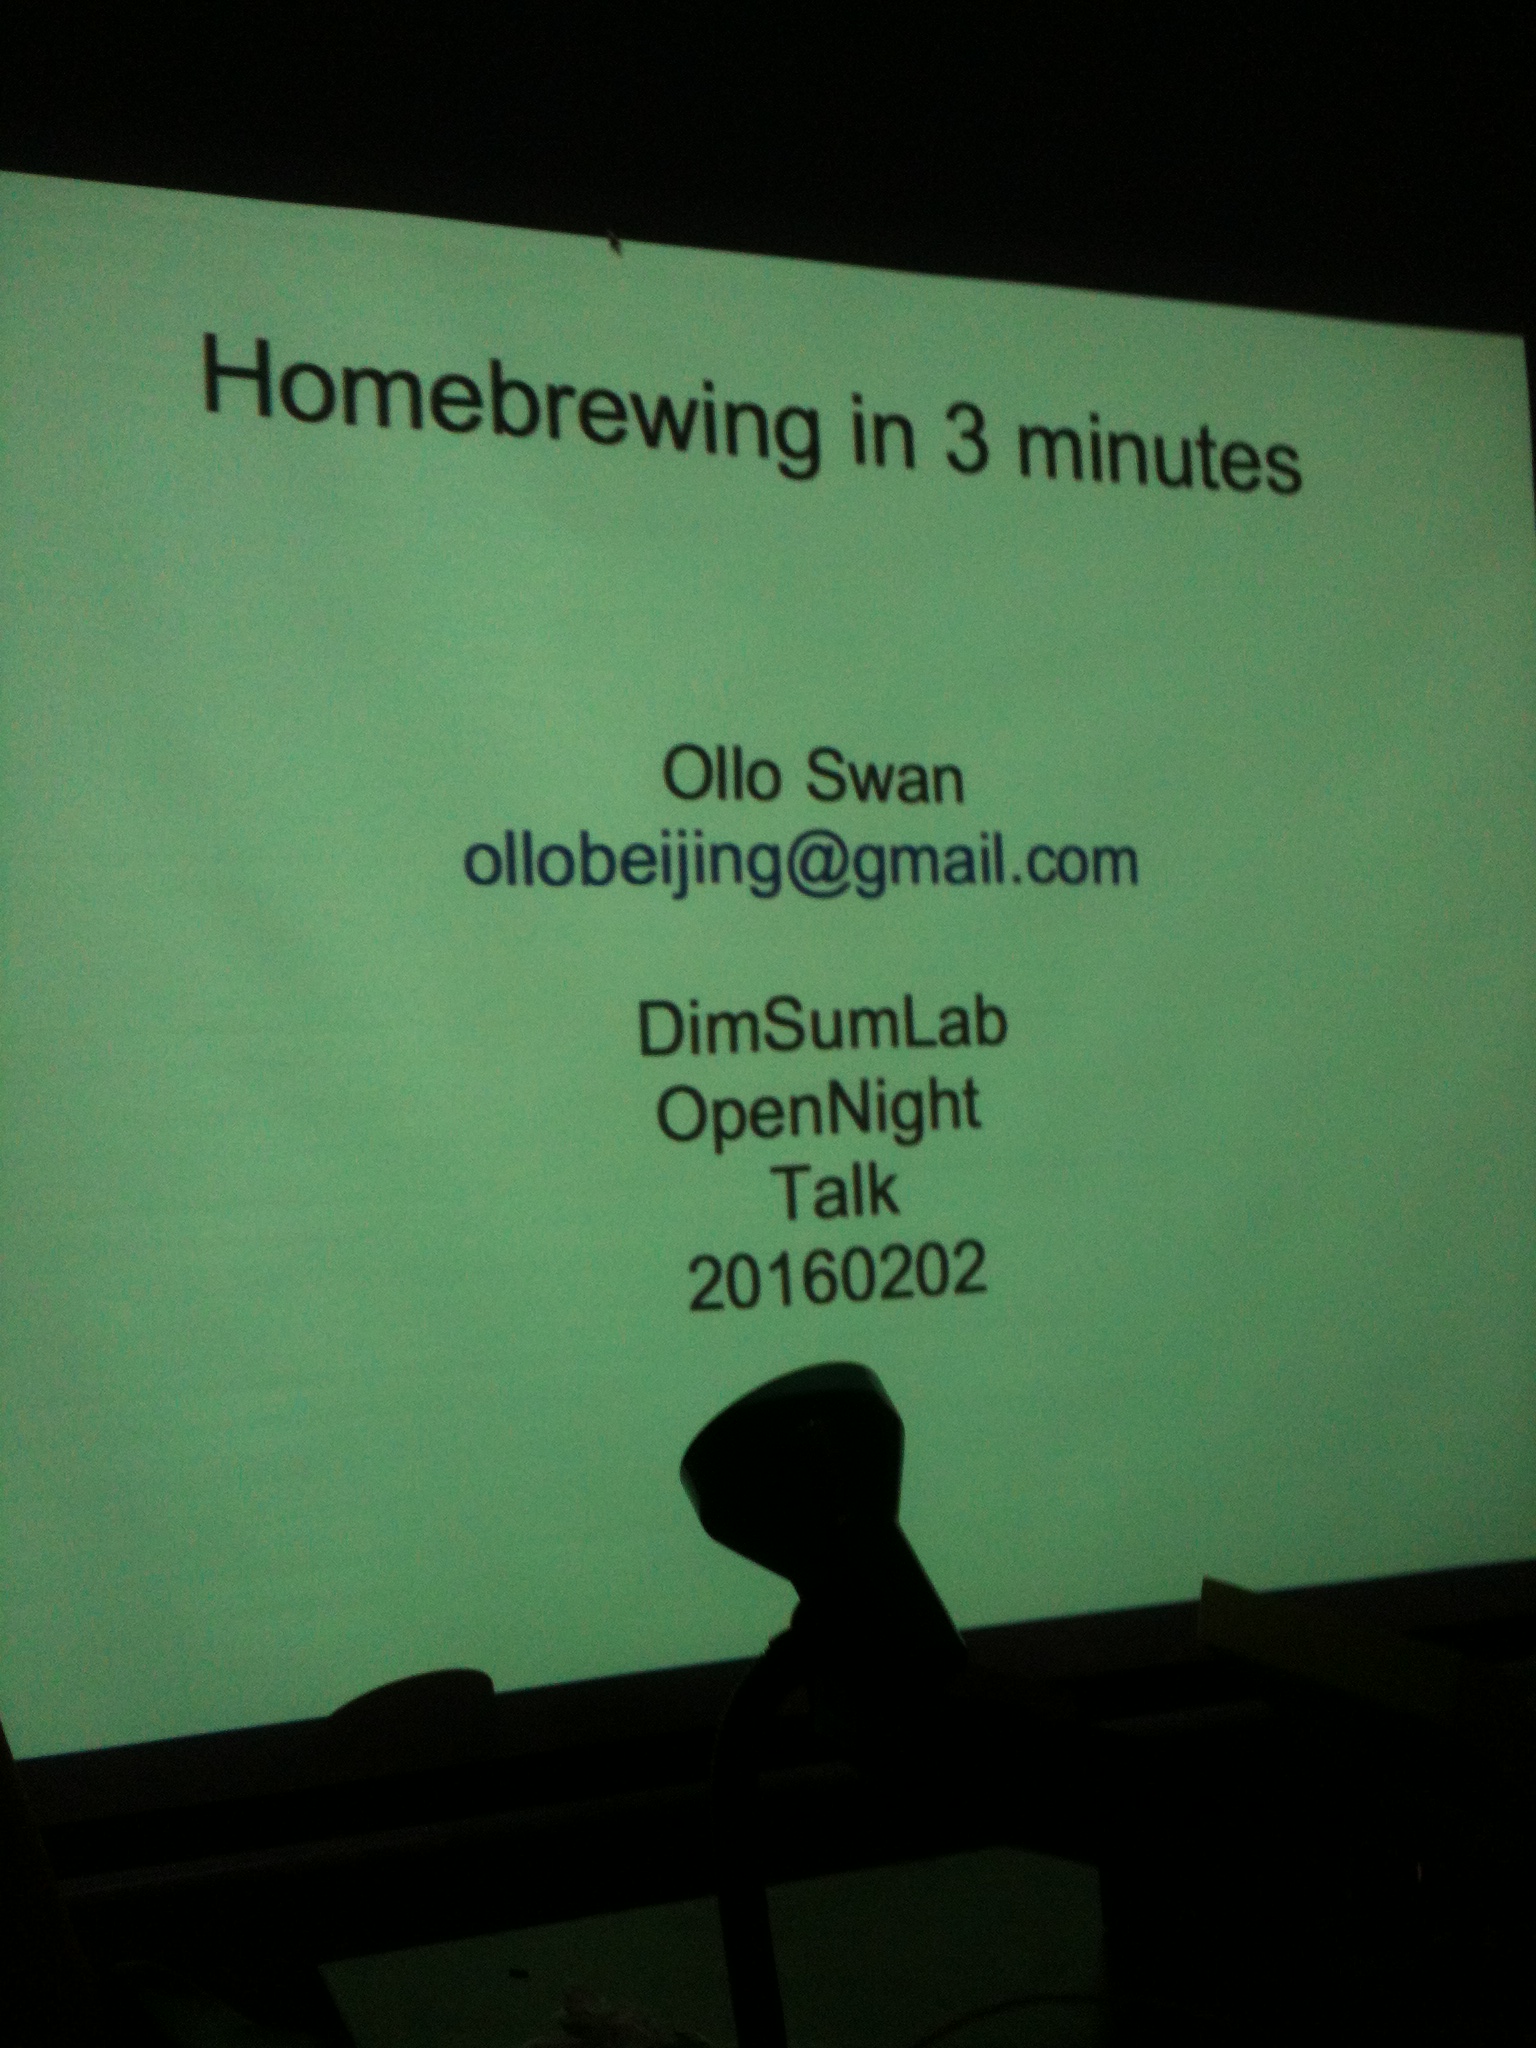 Homebrewing in 3 minutes
Ollo Swan
ollobeijing@gmail.com
DimSumLab
OpenNight
Talk
20160202